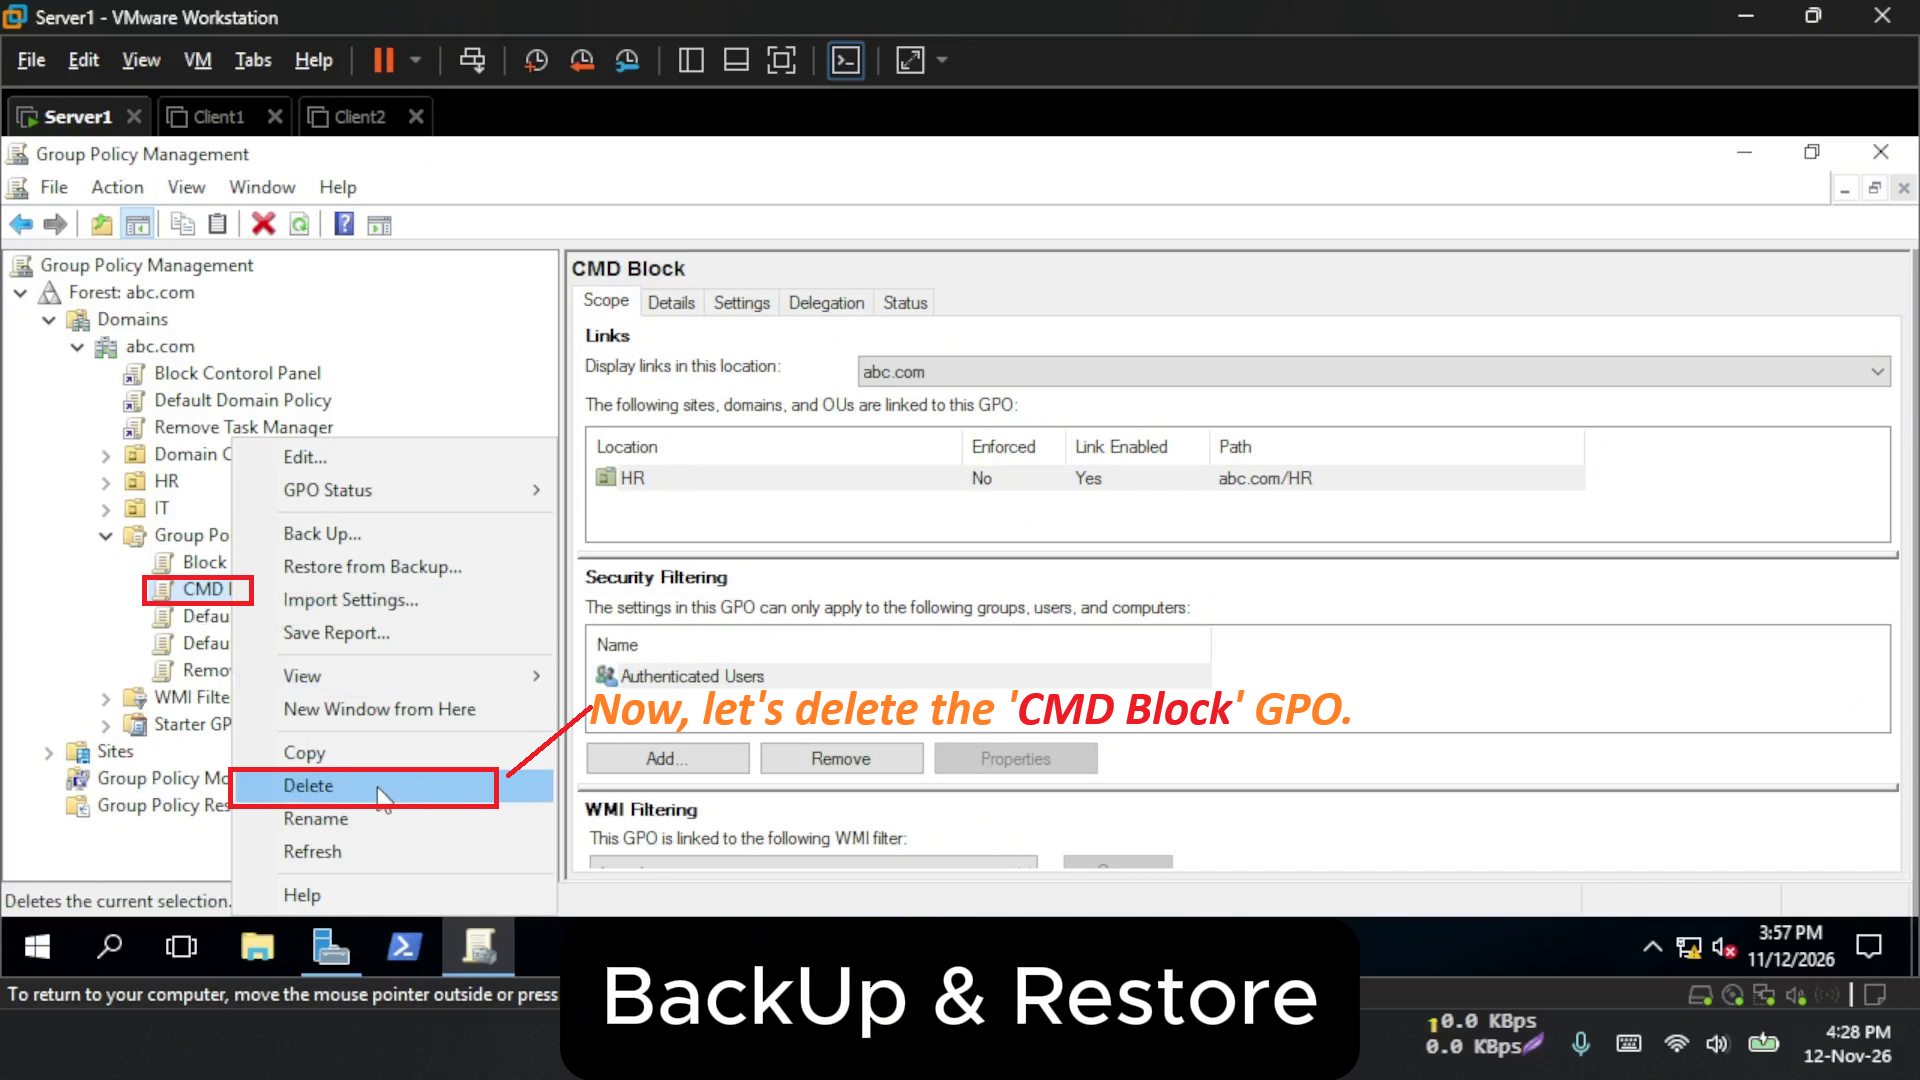 Server1 - VMware Workstation
File Edit View VM Tabs Help
Server1 Client1 Client2
Group Policy Management
File Action View Window Help
Group Policy Management
Forest: abc.com
Domains
abc.com
Block Contorol Panel
Default Domain Policy
Remove Task Manager
Domain C
HR
IT
Group Po
Block
CMD
Defau
Defau
Remo
WMI Filte
Starter GP
Sites
Group Policy Mo
Group Policy Res
Edit...
GPO Status
Back Up...
Restore from Backup...
Import Settings...
Save Report...
View
New Window from Here
Copy
Delete
Rename
Refresh
Help
CMD Block
Scope Details Settings Delegation Status
Links
Display links in this location: abc.com
The following sites, domains, and OUs are linked to this GPO:
Location Enforced Link Enabled Path
HR No Yes abc.com/HR
Security Filtering
The settings in this GPO can only apply to the following groups, users, and computers:
Name
Authenticated Users
Now, let's delete the 'CMD Block' GPO.
Add... Remove Properties
WMI Filtering
This GPO is linked to the following WMI filter:
Deletes the current selection.
3:57 PM
11/12/2026
To return to your computer, move the mouse pointer outside or press
BackUp & Restore
0.0 KBps
0.0 KBps
4:28 PM
12-Nov-26